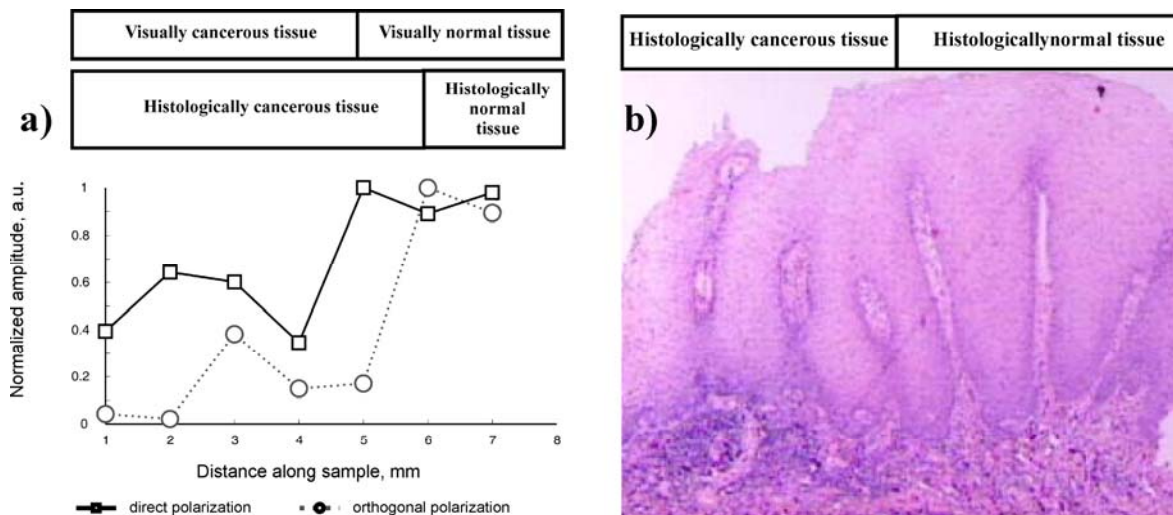 Visually cancerous tissue
Visually normal tissue
Histologically cancerous tissue
Histologically
normal
tissue
a)
Normalized amplitude, a.u.
1
0.8
0.6
0.4
0.2
0
1 2 3 4 5 6 7 8
Distance along sample, mm
direct polarization
orthogonal polarization
Histologically cancerous tissue
Histologicallynormal tissue
b)